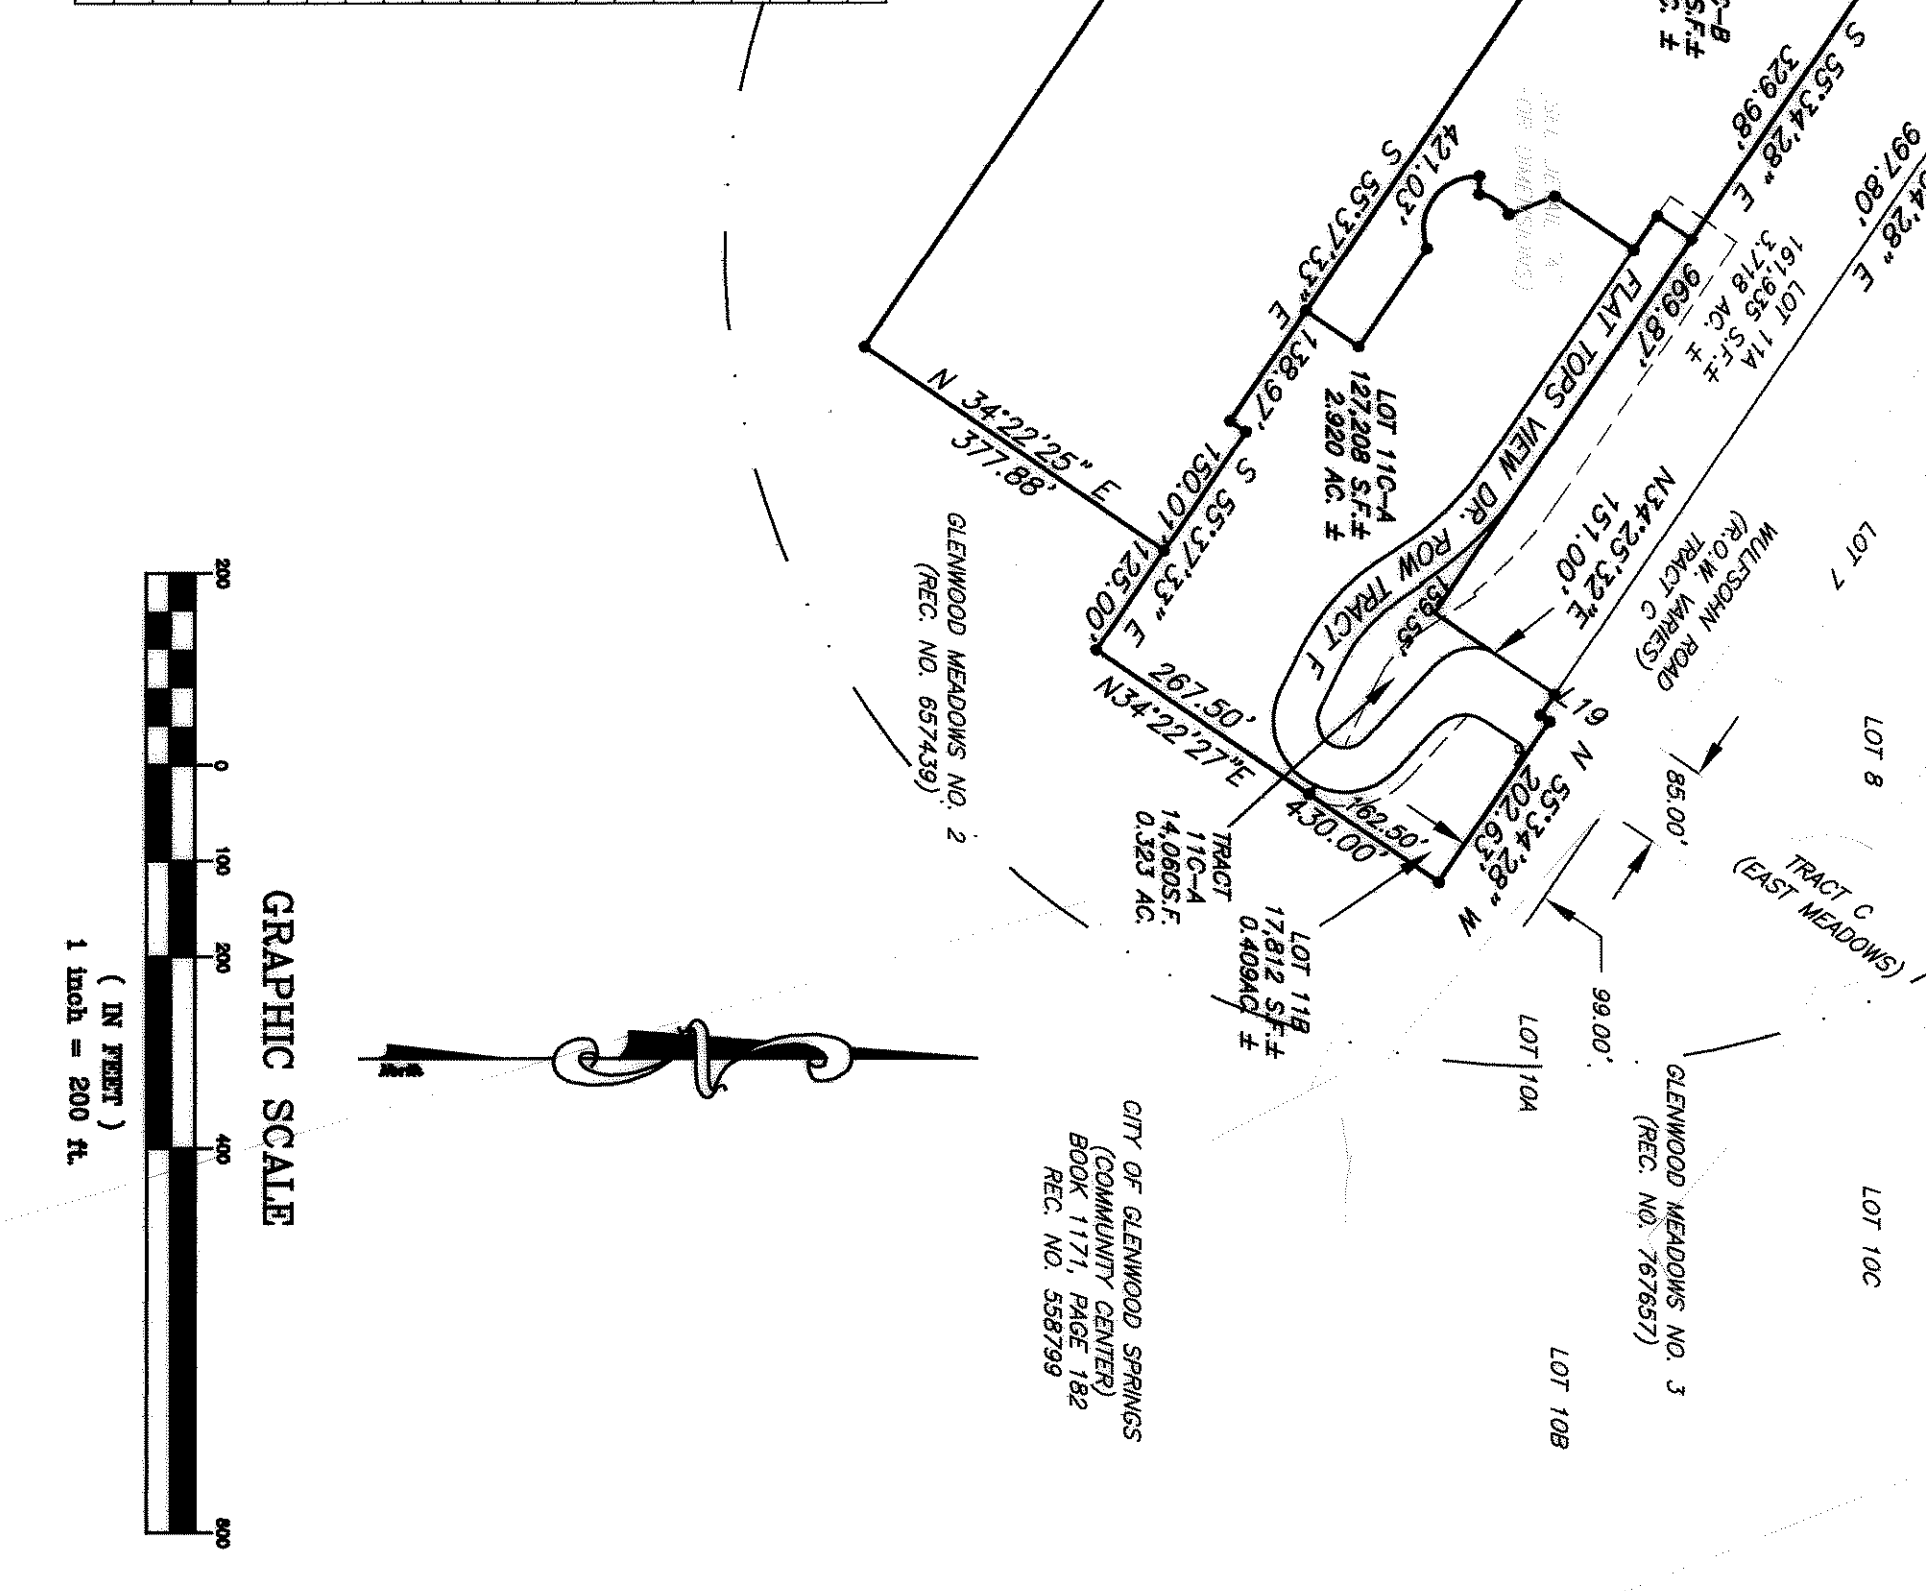 C-B
S.F.±
C. ±
S 55°34'28" E
329.98'
34'28" E
997.80'
SEE DETAIL "A"
S 55°37'33" E
421.03'
LOT 11A
161,935 S.F.±
3.718 AC. ±
969.87'
FLAT TOPS VIEW DR. ROW TRACT F
LOT 7
138.97'
LOT 11C-A
127,208 S.F.±
2.920 AC. ±
N34°25'32"E
151.00'
WULFSOHN ROAD
(R.O.W. VARIES)
TRACT C
N 34°22'25" E
377.88'
150.01'
S 55°37'33" E
125.00'
159.53'
L19
LOT 8
85.00'
267.50'
N34°22'27"E
430.00'
162.50'
N 55°34'28" W
202.63'
GLENWOOD MEADOWS NO. 2
(REC. NO. 657439)
TRACT
11C-A
14,060S.F.
0.323 AC.
LOT 11B
17,812 S.F.±
0.409AC. ±
TRACT C
(EAST MEADOWS)
99.00'
LOT 10A
GLENWOOD MEADOWS NO. 3
(REC. NO. 767657)
LOT 10C
LOT 10B
CITY OF GLENWOOD SPRINGS
(COMMUNITY CENTER)
BOOK 1171, PAGE 182
REC. NO. 558799
North
GRAPHIC SCALE
200 0 100 200 400 800
( IN FEET )
1 inch = 200 ft.